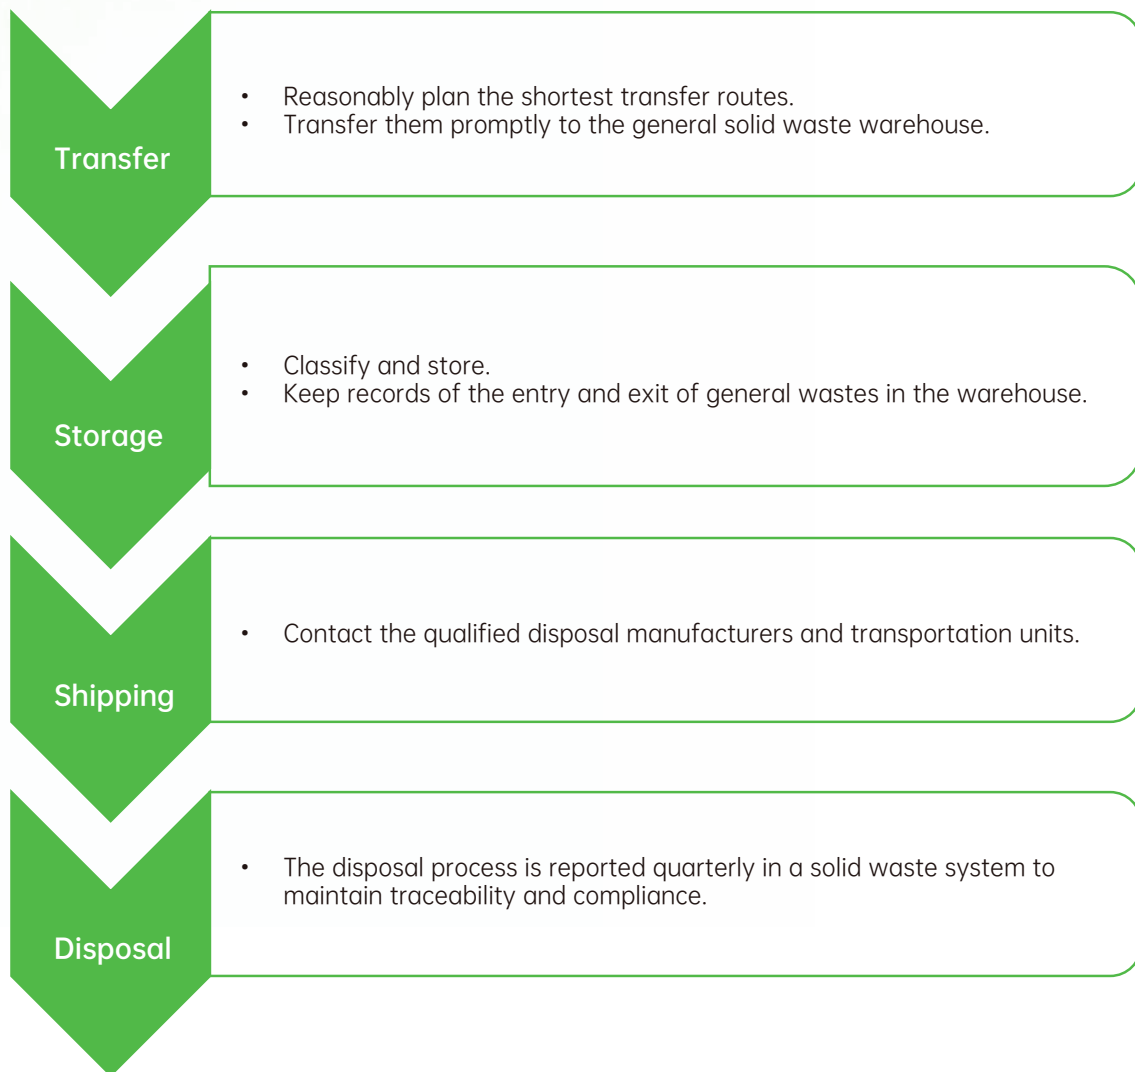 Transfer
• Reasonably plan the shortest transfer routes.
• Transfer them promptly to the general solid waste warehouse.
Storage
• Classify and store.
• Keep records of the entry and exit of general wastes in the warehouse.
Shipping
• Contact the qualified disposal manufacturers and transportation units.
Disposal
• The disposal process is reported quarterly in a solid waste system to
maintain traceability and compliance.